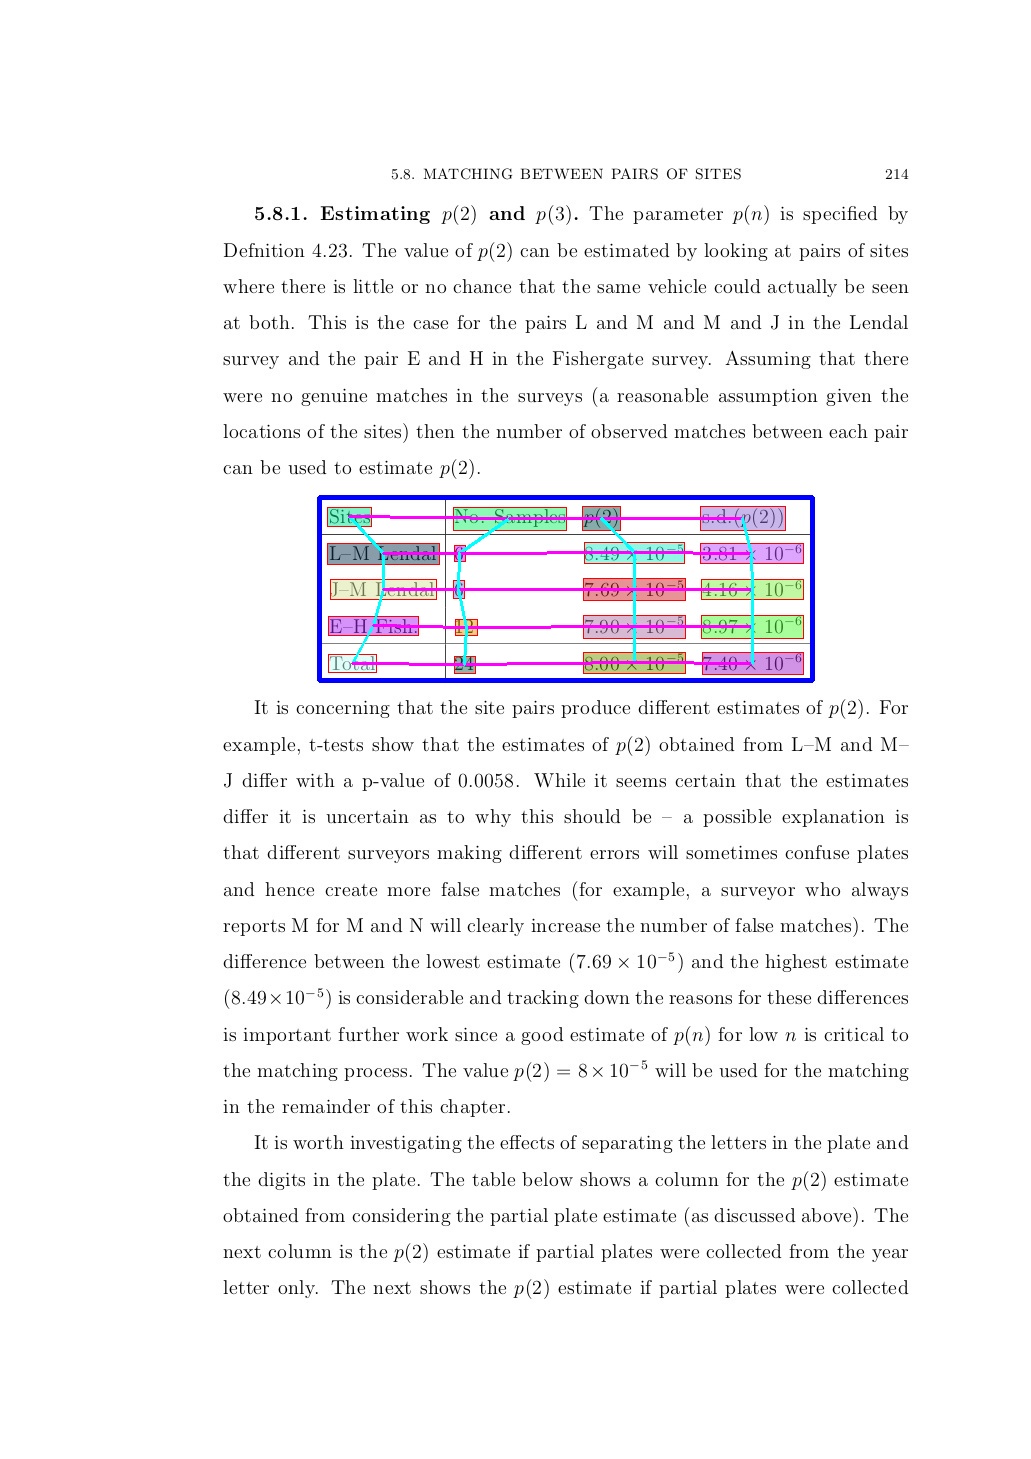 5.8. MATCHING BETWEEN PAIRS OF SITES 214
5.8.1. Estimating p(2) and p(3). The parameter p(n) is specified by
Defnition 4.23. The value of p(2) can be estimated by looking at pairs of sites
where there is little or no chance that the same vehicle could actually be seen
at both. This is the case for the pairs L and M and M and J in the Lendal
survey and the pair E and H in the Fishergate survey. Assuming that there
were no genuine matches in the surveys (a reasonable assumption given the
locations of the sites) then the number of observed matches between each pair
can be used to estimate p(2).
Sites No. Samples p(2) s.d.(p(2))
L–M Lendal 6 8.49 × 10⁻⁵ 3.81 × 10⁻⁶
J–M Lendal 6 7.69 × 10⁻⁵ 4.16 × 10⁻⁶
E–H Fish. 12 7.90 × 10⁻⁵ 8.97 × 10⁻⁶
Total 24 8.00 × 10⁻⁵ 7.40 × 10⁻⁶
It is concerning that the site pairs produce different estimates of p(2). For
example, t-tests show that the estimates of p(2) obtained from L–M and M–
J differ with a p-value of 0.0058. While it seems certain that the estimates
differ it is uncertain as to why this should be – a possible explanation is
that different surveyors making different errors will sometimes confuse plates
and hence create more false matches (for example, a surveyor who always
reports M for M and N will clearly increase the number of false matches). The
difference between the lowest estimate (7.69 × 10⁻⁵) and the highest estimate
(8.49×10⁻⁵) is considerable and tracking down the reasons for these differences
is important further work since a good estimate of p(n) for low n is critical to
the matching process. The value p(2) = 8 × 10⁻⁵ will be used for the matching
in the remainder of this chapter.
It is worth investigating the effects of separating the letters in the plate and
the digits in the plate. The table below shows a column for the p(2) estimate
obtained from considering the partial plate estimate (as discussed above). The
next column is the p(2) estimate if partial plates were collected from the year
letter only. The next shows the p(2) estimate if partial plates were collected